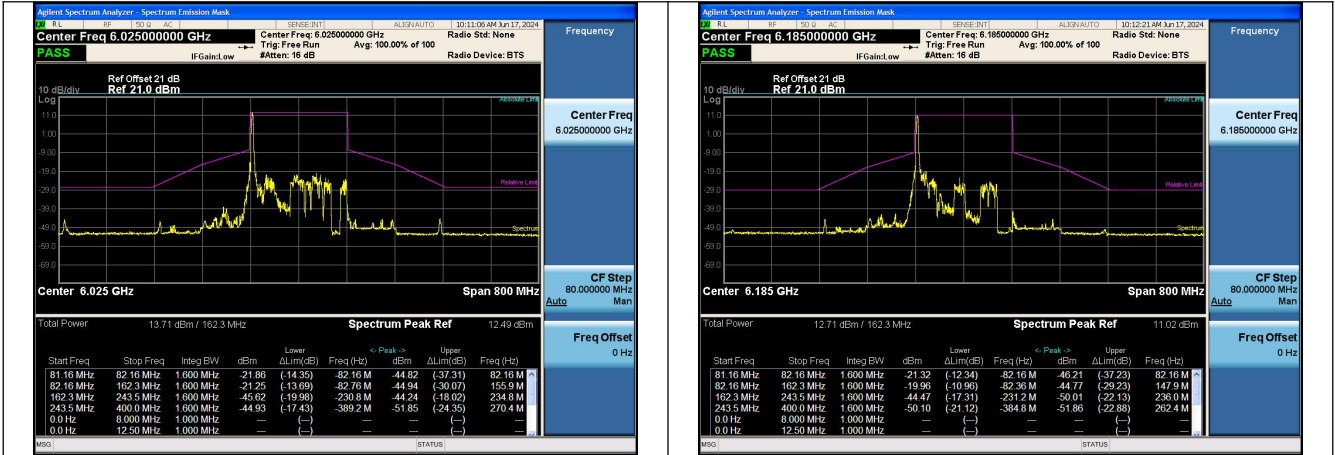 Agilent Spectrum Analyzer - Spectrum Emission Mask
RL RF 50 Ω AC SENSE:INT ALIGN AUTO 10:11:06 AM Jun 17, 2024
Center Freq 6.025000000 GHz
Center Freq: 6.025000000 GHz Radio Std: None
Trig: Free Run Avg: 100.00% of 100
PASS IFGain:Low #Atten: 16 dB Radio Device: BTS
Ref Offset 21 dB
10 dB/div Ref 21.0 dBm
Log
Absolute Limit
11.0
1.00
-9.00
-19.0
Relative Limit
-29.0
-39.0
-49.0
Spectrum
-59.0
-69.0
Center 6.025 GHz Span 800 MHz
Total Power 13.71 dBm / 162.3 MHz Spectrum Peak Ref 12.49 dBm
Lower <- Peak -> Upper
Start Freq Stop Freq Integ BW dBm ΔLim(dB) Freq (Hz) dBm ΔLim(dB) Freq (Hz)
81.16 MHz 82.16 MHz 1.600 MHz -21.86 (-14.35) -82.16 M -44.82 (-37.31) 82.16 M
82.16 MHz 162.3 MHz 1.600 MHz -21.25 (-13.69) -82.76 M -44.94 (-30.07) 155.9 M
162.3 MHz 243.5 MHz 1.600 MHz -45.62 (-19.98) -230.8 M -44.24 (-18.02) 234.8 M
243.5 MHz 400.0 MHz 1.600 MHz -44.93 (-17.43) -389.2 M -51.85 (-24.35) 270.4 M
0.0 Hz 8.000 MHz 1.000 MHz --- (---) --- --- (---) ---
0.0 Hz 12.50 MHz 1.000 MHz --- (---) --- --- (---) ---
MSG STATUS
Frequency
Center Freq
6.025000000 GHz
CF Step
80.000000 MHz
Auto Man
Freq Offset
0 Hz
Agilent Spectrum Analyzer - Spectrum Emission Mask
RL RF 50 Ω AC SENSE:INT ALIGN AUTO 10:12:21 AM Jun 17, 2024
Center Freq 6.185000000 GHz
Center Freq: 6.185000000 GHz Radio Std: None
Trig: Free Run Avg: 100.00% of 100
PASS IFGain:Low #Atten: 16 dB Radio Device: BTS
Ref Offset 21 dB
10 dB/div Ref 21.0 dBm
Log
Absolute Limit
11.0
1.00
-9.00
-19.0
Relative Limit
-29.0
-39.0
-49.0
Spectrum
-59.0
-69.0
Center 6.185 GHz Span 800 MHz
Total Power 12.71 dBm / 162.3 MHz Spectrum Peak Ref 11.02 dBm
Lower <- Peak -> Upper
Start Freq Stop Freq Integ BW dBm ΔLim(dB) Freq (Hz) dBm ΔLim(dB) Freq (Hz)
81.16 MHz 82.16 MHz 1.600 MHz -21.32 (-12.34) -82.16 M -46.21 (-37.23) 82.16 M
82.16 MHz 162.3 MHz 1.600 MHz -19.96 (-10.96) -82.36 M -44.77 (-29.23) 147.9 M
162.3 MHz 243.5 MHz 1.600 MHz -44.47 (-17.31) -231.2 M -50.01 (-22.13) 236.0 M
243.5 MHz 400.0 MHz 1.600 MHz -50.10 (-21.12) -384.8 M -51.86 (-22.88) 262.4 M
0.0 Hz 8.000 MHz 1.000 MHz --- (---) --- --- (---) ---
0.0 Hz 12.50 MHz 1.000 MHz --- (---) --- --- (---) ---
MSG STATUS
Frequency
Center Freq
6.185000000 GHz
CF Step
80.000000 MHz
Auto Man
Freq Offset
0 Hz